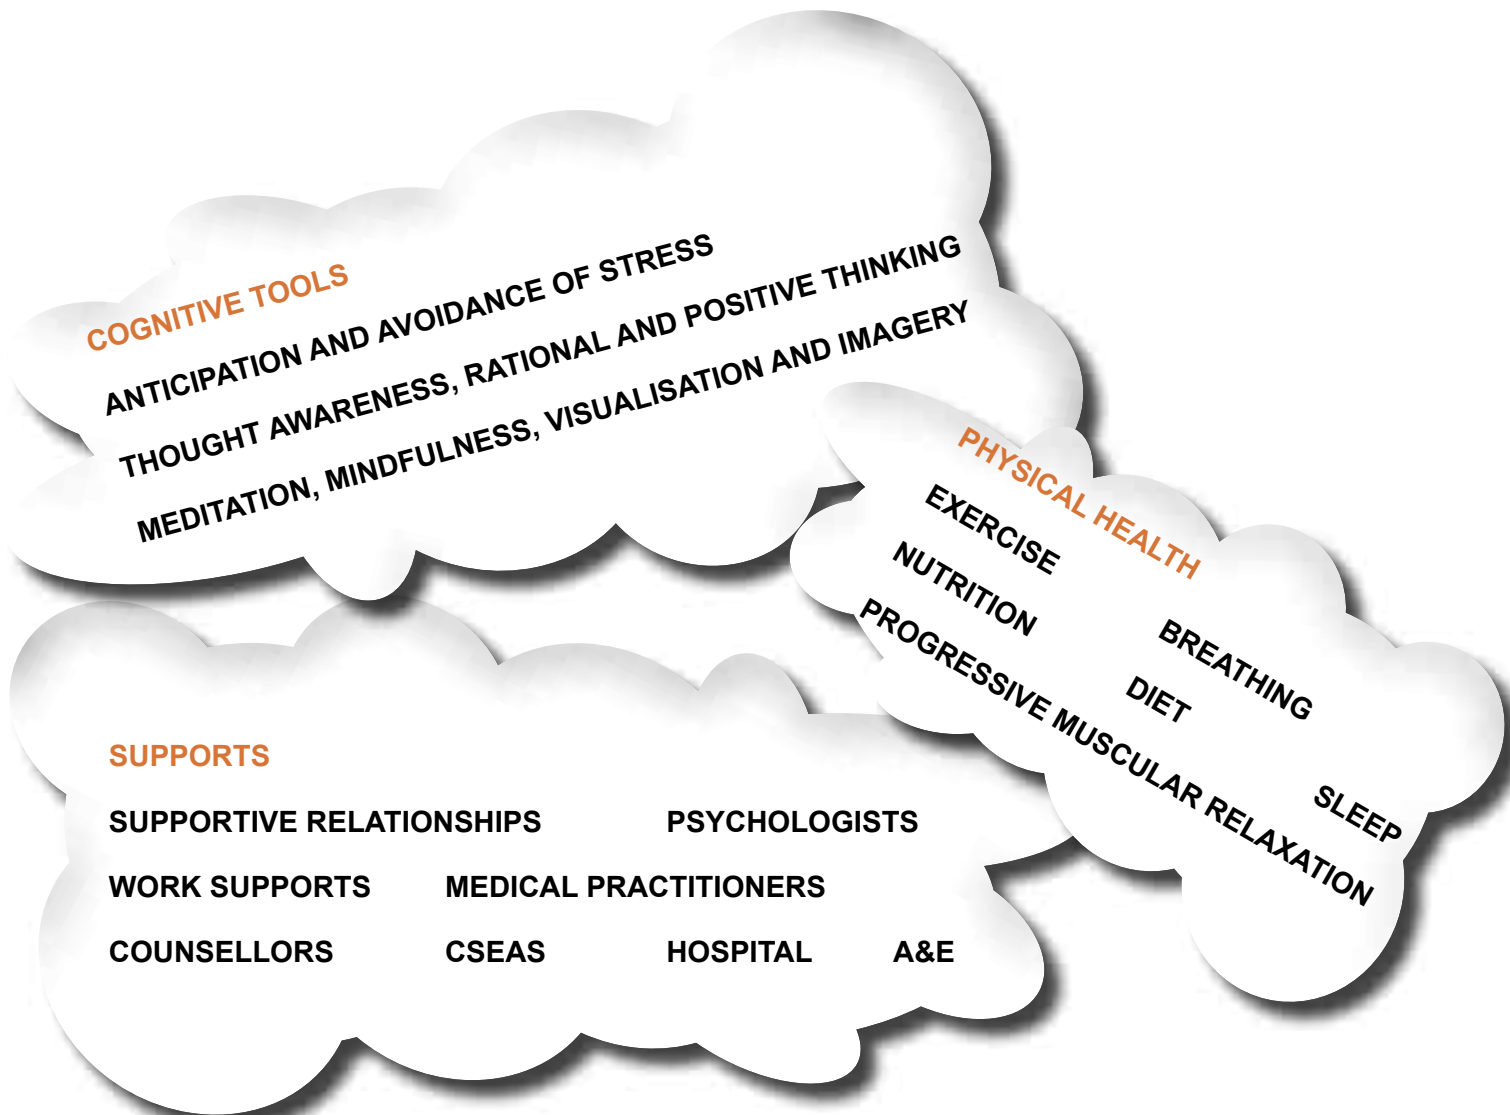 COGNITIVE TOOLS
ANTICIPATION AND AVOIDANCE OF STRESS
THOUGHT AWARENESS, RATIONAL AND POSITIVE THINKING
MEDITATION, MINDFULNESS, VISUALISATION AND IMAGERY
PHYSICAL HEALTH
EXERCISE BREATHING
NUTRITION DIET SLEEP
PROGRESSIVE MUSCULAR RELAXATION
SUPPORTS
SUPPORTIVE RELATIONSHIPS PSYCHOLOGISTS
WORK SUPPORTS MEDICAL PRACTITIONERS
COUNSELLORS CSEAS HOSPITAL A&E